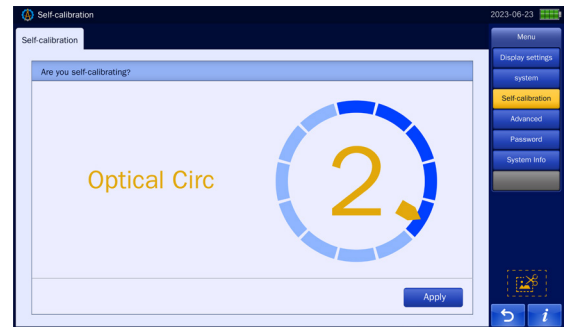 Self-calibration
2023-06-23
Self-calibration
Menu
Display settings
system
Self-calibration
Advanced
Password
System Info
Are you self-calibrating?
Optical Circ
2
Apply
i